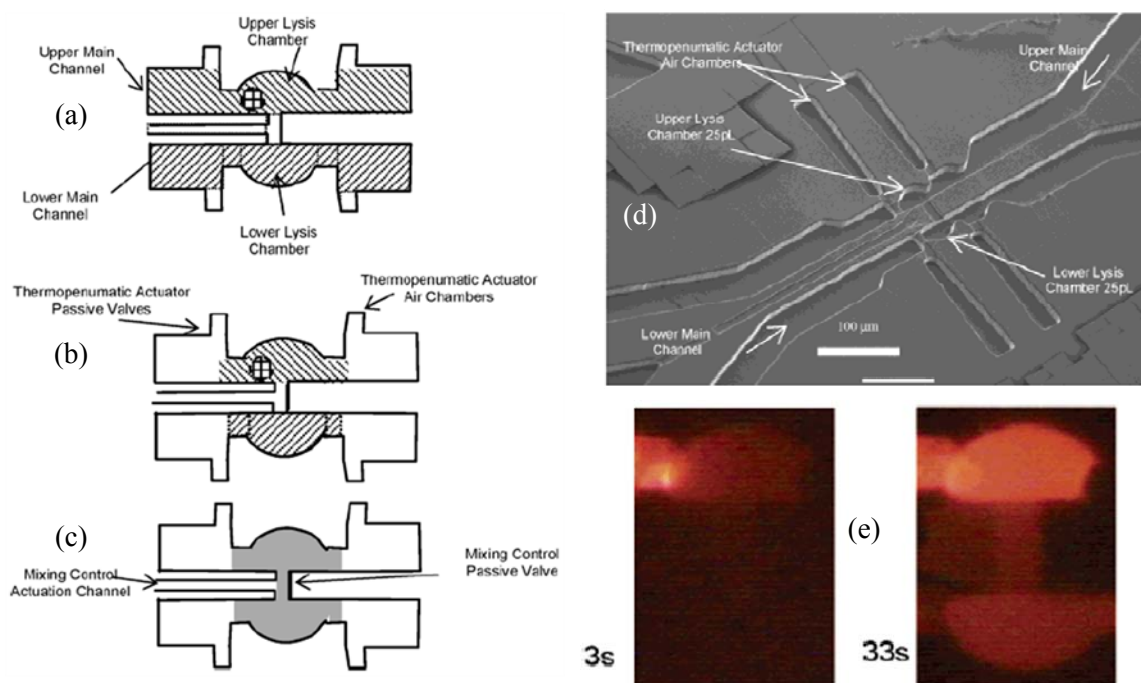 (a)
Upper Main
Channel
Upper Lysis
Chamber
Lower Main
Channel
Lower Lysis
Chamber
(b)
Thermopenumatic Actuator
Passive Valves
Thermopenumatic Actuator
Air Chambers
(c)
Mixing Control
Actuation Channel
Mixing Control
Passive Valve
(d)
Thermopenumatic Actuator
Air Chambers
Upper Main
Channel
Upper Lysis
Chamber 25pL
Lower Lysis
Chamber 25pL
Lower Main
Channel
100 μm
(e)
3s
33s